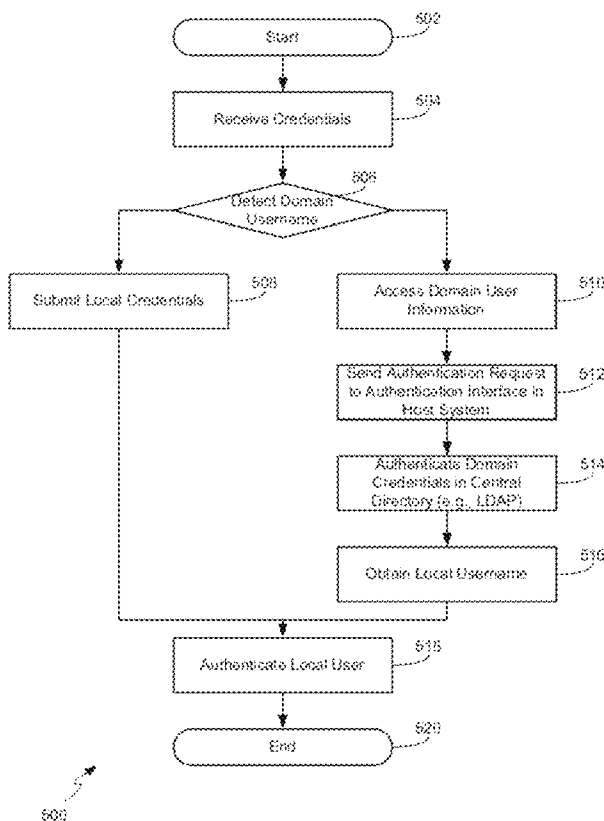 Start
502
Receive Credentials
504
Detect Domain
Username
506
Submit Local Credentials
508
Access Domain User
Information
510
Send Authentication Request
to Authentication Interface in
Host System
512
Authenticate Domain
Credentials in Central
Directory (e.g., LDAP)
514
Obtain Local Username
516
Authenticate Local User
518
End
520
500